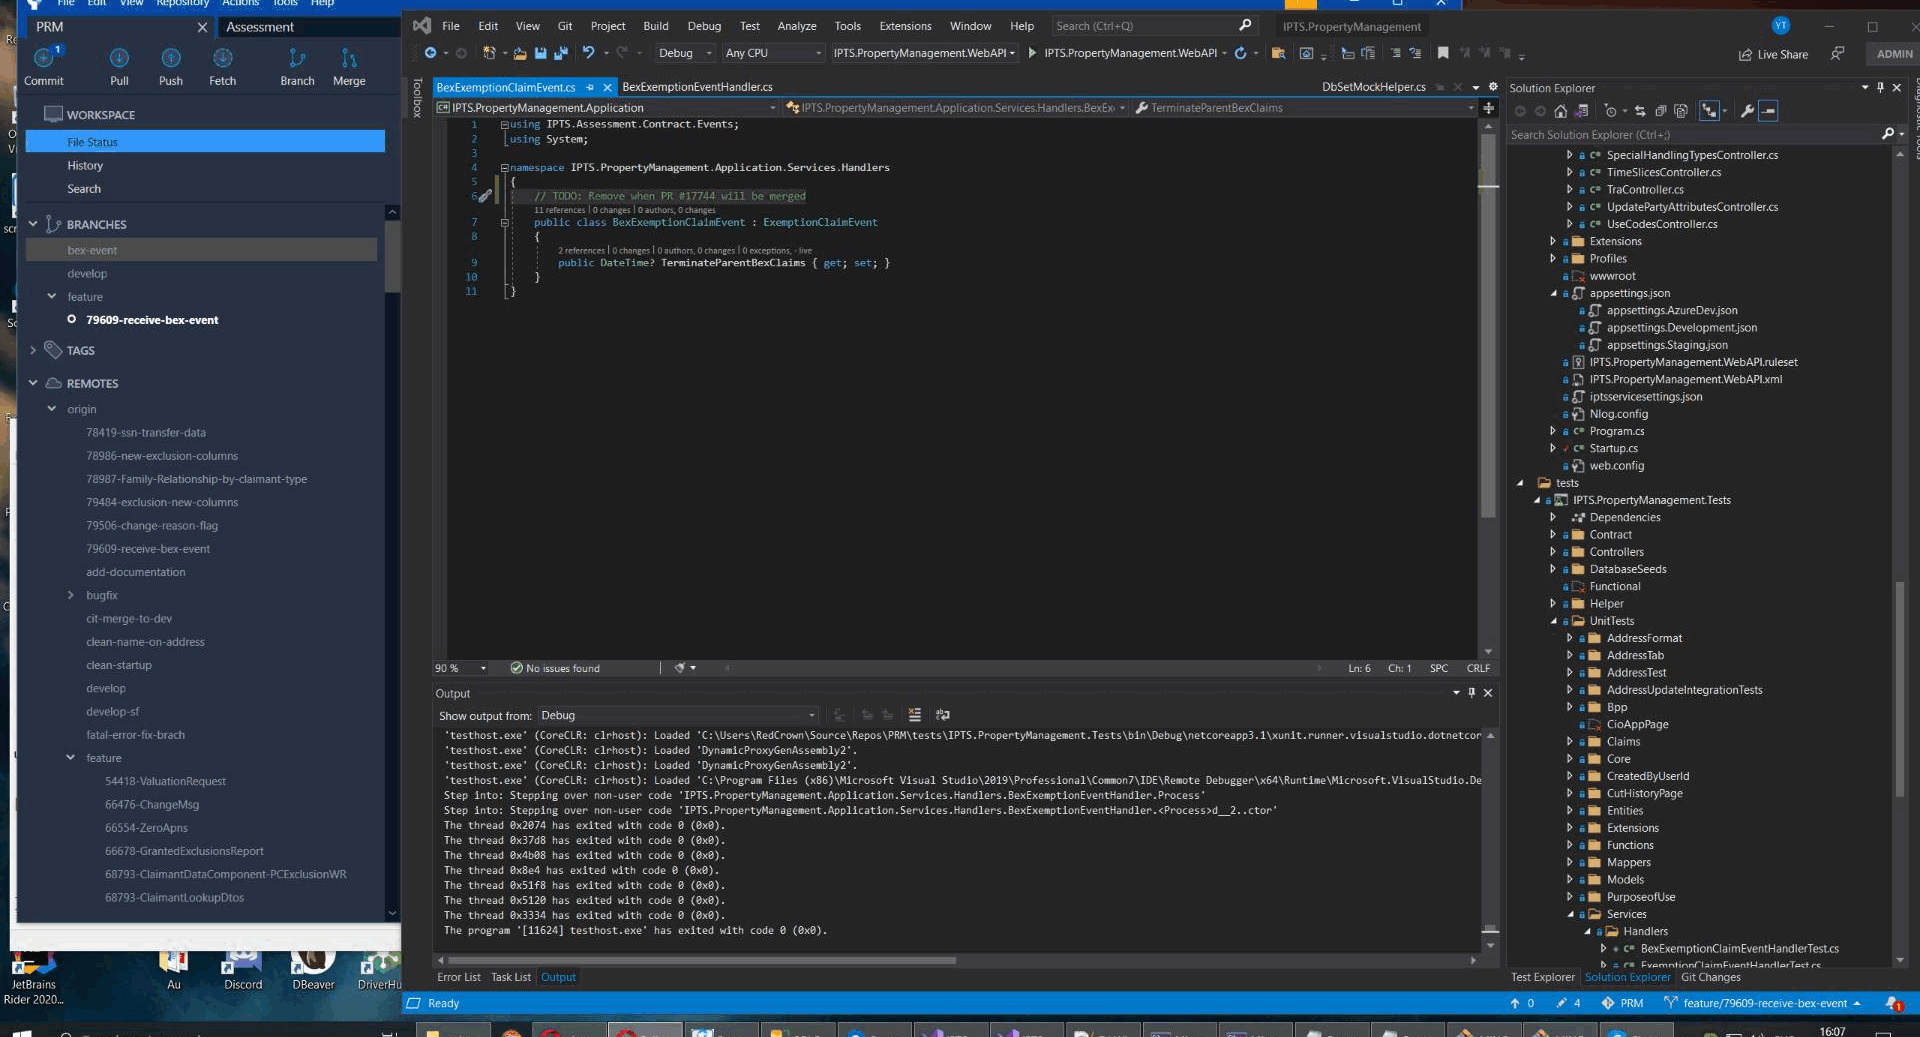 File Edit View Repository Actions Tools Help
PRM
Assessment
1
Commit Pull Push Fetch Branch Merge
WORKSPACE
File Status
History
Search
BRANCHES
bex-event
develop
feature
79609-receive-bex-event
TAGS
REMOTES
origin
78419-ssn-transfer-data
78986-new-exclusion-columns
78987-Family-Relationship-by-claimant-type
79484-exclusion-new-columns
79506-change-reason-flag
79609-receive-bex-event
add-documentation
bugfix
cit-merge-to-dev
clean-name-on-address
clean-startup
develop
develop-sf
fatal-error-fix-brach
feature
54418-ValuationRequest
66476-ChangeMsg
66554-ZeroApns
66678-GrantedExclusionsReport
68793-ClaimantDataComponent-PCExclusionWR
68793-ClaimantLookupDtos
JetBrains
Rider 2020...
Au
Discord
DBeaver
DriverHu
File Edit View Git Project Build Debug Test Analyze Tools Extensions Window Help
Search (Ctrl+Q)
IPTS.PropertyManagement
YT
Debug
Any CPU
IPTS.PropertyManagement.WebAPI
IPTS.PropertyManagement.WebAPI
Live Share
ADMIN
Toolbox
BexExemptionClaimEvent.cs
BexExemptionEventHandler.cs
DbSetMockHelper.cs
IPTS.PropertyManagement.Application
IPTS.PropertyManagement.Application.Services.Handlers.BexEx
TerminateParentBexClaims
1 using IPTS.Assessment.Contract.Events;
2 using System;
3
4 namespace IPTS.PropertyManagement.Application.Services.Handlers
5 {
6 // TODO: Remove when PR #17744 will be merged
11 references | 0 changes | 0 authors, 0 changes
7 public class BexExemptionClaimEvent : ExemptionClaimEvent
8 {
2 references | 0 changes | 0 authors, 0 changes | 0 exceptions, - live
9 public DateTime? TerminateParentBexClaims { get; set; }
10 }
11 }
90 %
No issues found
Ln: 6 Ch: 1 SPC CRLF
Output
Show output from: Debug
'testhost.exe' (CoreCLR: clrhost): Loaded 'C:\Users\RedCrown\Source\Repos\PRM\tests\IPTS.PropertyManagement.Tests\bin\Debug\netcoreapp3.1\xunit.runner.visualstudio.dotnetcor
'testhost.exe' (CoreCLR: clrhost): Loaded 'DynamicProxyGenAssembly2'.
'testhost.exe' (CoreCLR: clrhost): Loaded 'DynamicProxyGenAssembly2'.
'testhost.exe' (CoreCLR: clrhost): Loaded 'C:\Program Files (x86)\Microsoft Visual Studio\2019\Professional\Common7\IDE\Remote Debugger\x64\Runtime\Microsoft.VisualStudio.De
Step into: Stepping over non-user code 'IPTS.PropertyManagement.Application.Services.Handlers.BexExemptionEventHandler.Process'
Step into: Stepping over non-user code 'IPTS.PropertyManagement.Application.Services.Handlers.BexExemptionEventHandler.<Process>d__2..ctor'
The thread 0x2074 has exited with code 0 (0x0).
The thread 0x37d8 has exited with code 0 (0x0).
The thread 0x4b08 has exited with code 0 (0x0).
The thread 0x8e4 has exited with code 0 (0x0).
The thread 0x51f8 has exited with code 0 (0x0).
The thread 0x5120 has exited with code 0 (0x0).
The thread 0x3334 has exited with code 0 (0x0).
The program '[11624] testhost.exe' has exited with code 0 (0x0).
Error List Task List Output
Ready
0 4 PRM feature/79609-receive-bex-event 1
Solution Explorer
Search Solution Explorer (Ctrl+;)
SpecialHandlingTypesController.cs
TimeSlicesController.cs
TraController.cs
UpdatePartyAttributesController.cs
UseCodesController.cs
Extensions
Profiles
wwwroot
appsettings.json
appsettings.AzureDev.json
appsettings.Development.json
appsettings.Staging.json
IPTS.PropertyManagement.WebAPI.ruleset
IPTS.PropertyManagement.WebAPI.xml
iptsservicesettings.json
Nlog.config
Program.cs
Startup.cs
web.config
tests
IPTS.PropertyManagement.Tests
Dependencies
Contract
Controllers
DatabaseSeeds
Functional
Helper
UnitTests
AddressFormat
AddressTab
AddressTest
AddressUpdateIntegrationTests
Bpp
CioAppPage
Claims
Core
CreatedByUserId
CutHistoryPage
Entities
Extensions
Functions
Mappers
Models
PurposeofUse
Services
Handlers
BexExemptionClaimEventHandlerTest.cs
ExemptionClaimEventHandlerTest.cs
Test Explorer Solution Explorer Git Changes
16:07